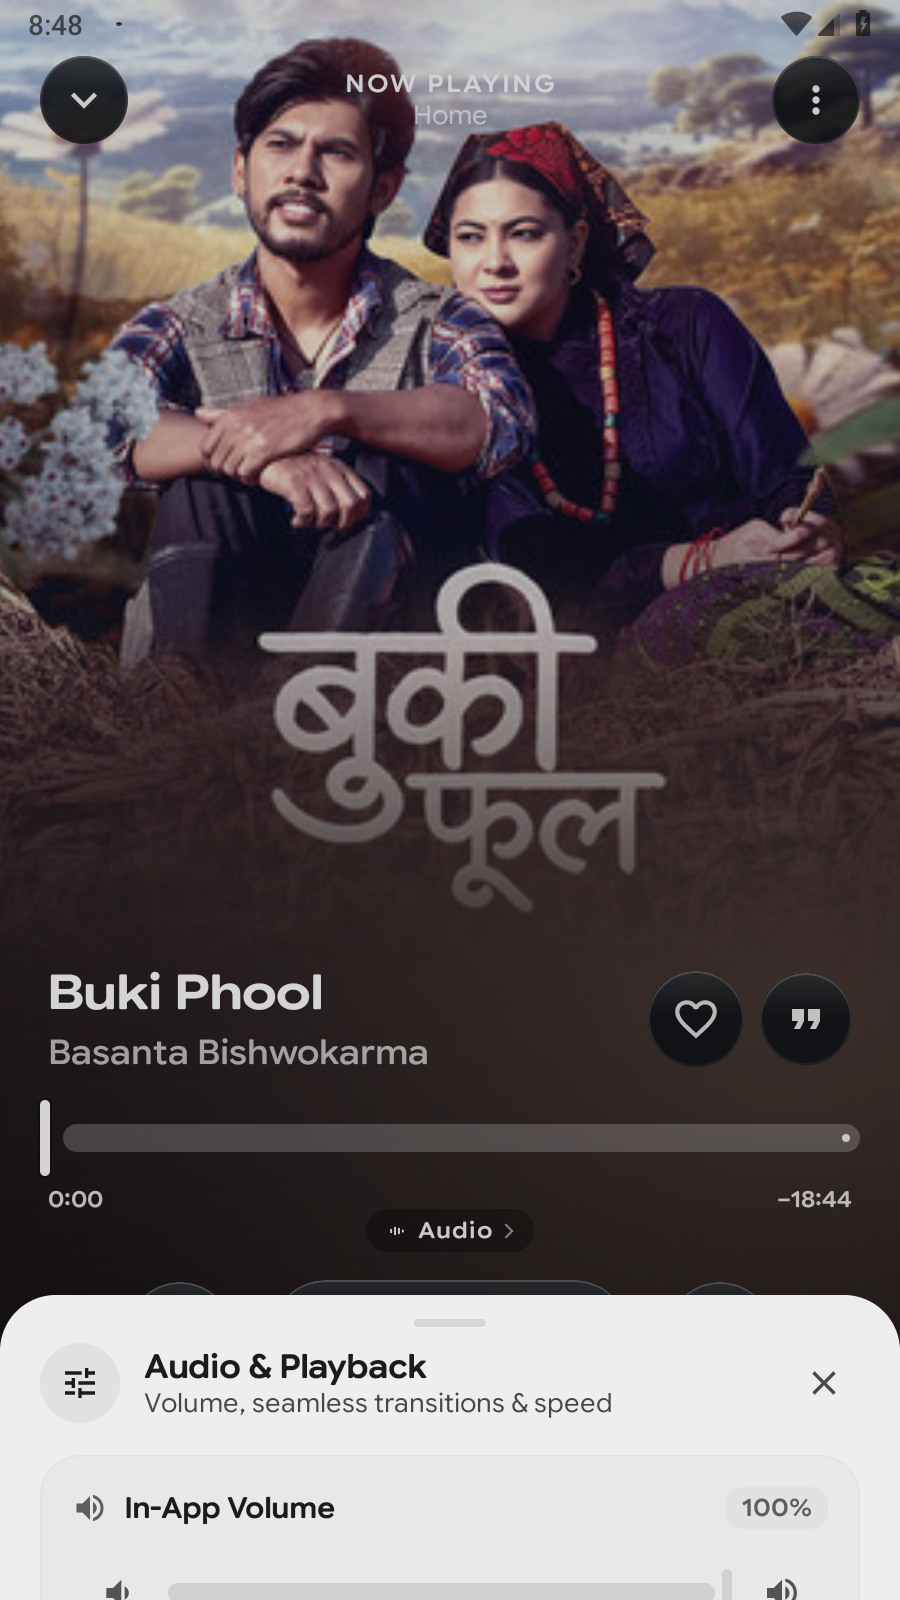 8:48
NOW PLAYING
Home
बुकी
फूल
Buki Phool
Basanta Bishwokarma
0:00
−18:44
Audio
Audio & Playback
Volume, seamless transitions & speed
In-App Volume
100%